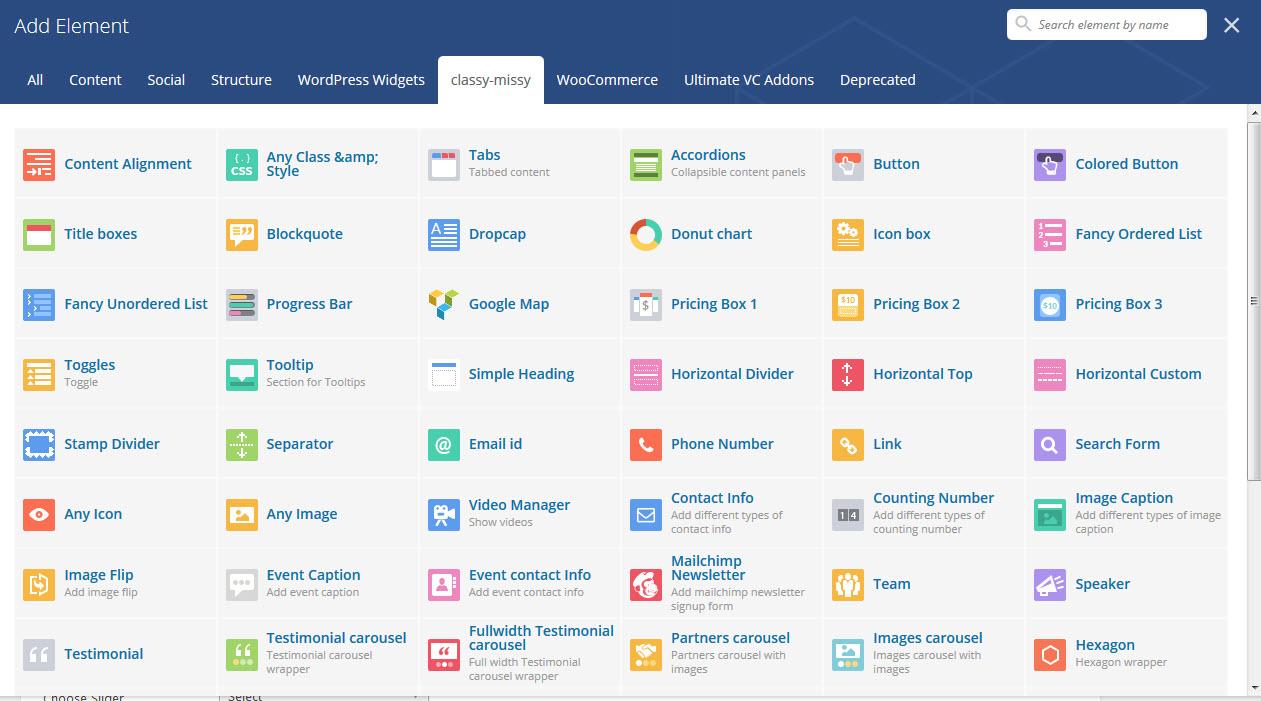 Add Element
Search element by name
All Content Social Structure WordPress Widgets classy-missy WooCommerce Ultimate VC Addons Deprecated
Content Alignment
Any Class &amp;
Style
Tabs
Tabbed content
Accordions
Collapsible content panels
Button
Colored Button
Title boxes
Blockquote
Dropcap
Donut chart
Icon box
Fancy Ordered List
Fancy Unordered List
Progress Bar
Google Map
Pricing Box 1
Pricing Box 2
Pricing Box 3
Toggles
Toggle
Tooltip
Section for Tooltips
Simple Heading
Horizontal Divider
Horizontal Top
Horizontal Custom
Stamp Divider
Separator
Email id
Phone Number
Link
Search Form
Any Icon
Any Image
Video Manager
Show videos
Contact Info
Add different types of
contact info
Counting Number
Add different types of
counting number
Image Caption
Add different types of image
caption
Image Flip
Add image flip
Event Caption
Add event caption
Event contact Info
Add event contact info
Mailchimp
Newsletter
Add mailchimp newsletter
signup form
Team
Speaker
Testimonial
Testimonial carousel
Testimonial carousel
wrapper
Fullwidth Testimonial
carousel
Full width Testimonial
carousel wrapper
Partners carousel
Partners carousel with
images
Images carousel
Images carousel with
images
Hexagon
Hexagon wrapper
Choose Slider
Select